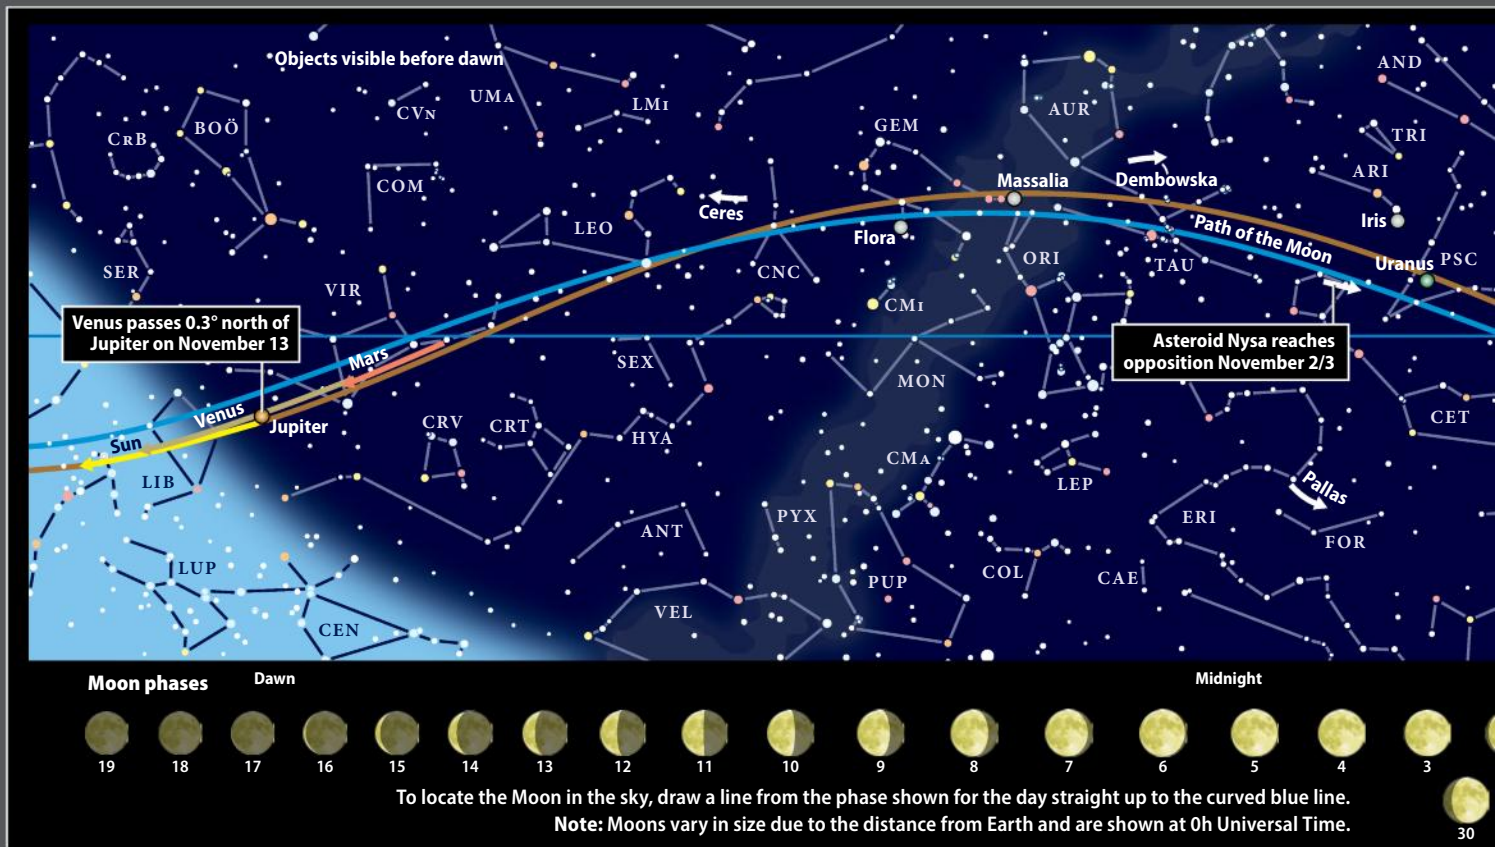 Objects visible before dawn
AND
UMA
LMI
CVN
AUR
BOÖ
CRB
GEM
TRI
ARI
COM
Massalia
Dembowska
Ceres
Iris
LEO
Flora
Path of the Moon
SER
CNC
ORI
TAU
Uranus
PSC
VIR
CMI
Venus passes 0.3° north of
Jupiter on November 13
Asteroid Nysa reaches
opposition November 2/3
Mars
SEX
MON
Venus
Jupiter
CRV
CRT
HYA
CET
Sun
CMA
LIB
LEP
Pallas
PYX
ERI
ANT
FOR
LUP
COL
CAE
PUP
VEL
CEN
Moon phases
Dawn
Midnight
19 18 17 16 15 14 13 12 11 10 9 8 7 6 5 4 3
To locate the Moon in the sky, draw a line from the phase shown for the day straight up to the curved blue line.
Note: Moons vary in size due to the distance from Earth and are shown at 0h Universal Time.
30